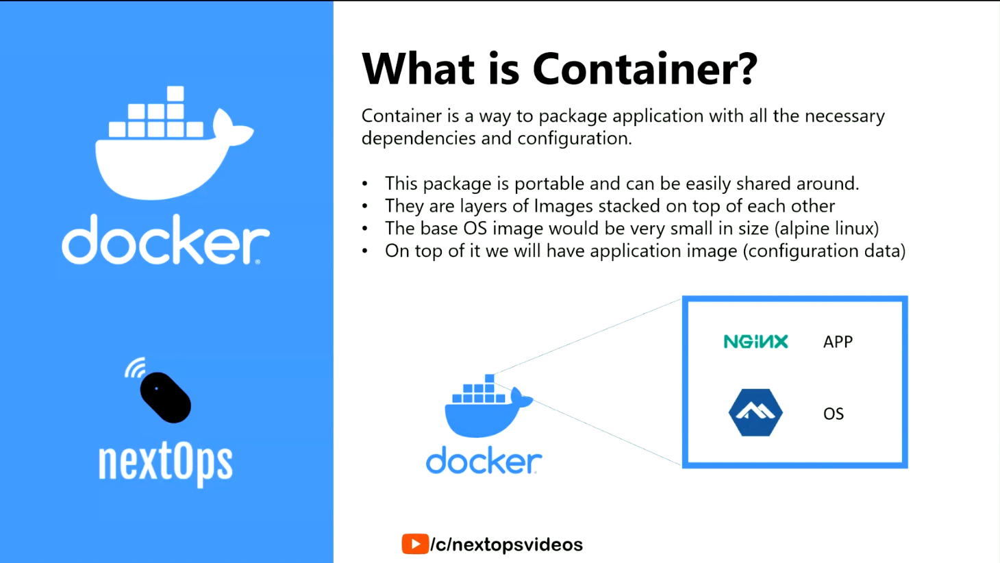 What is Container?
Container is a way to package application with all the necessary
dependencies and configuration.
• This package is portable and can be easily shared around.
• They are layers of Images stacked on top of each other
• The base OS image would be very small in size (alpine linux)
• On top of it we will have application image (configuration data)
docker
nextOps
NGINX APP
OS
docker
/c/nextopsvideos